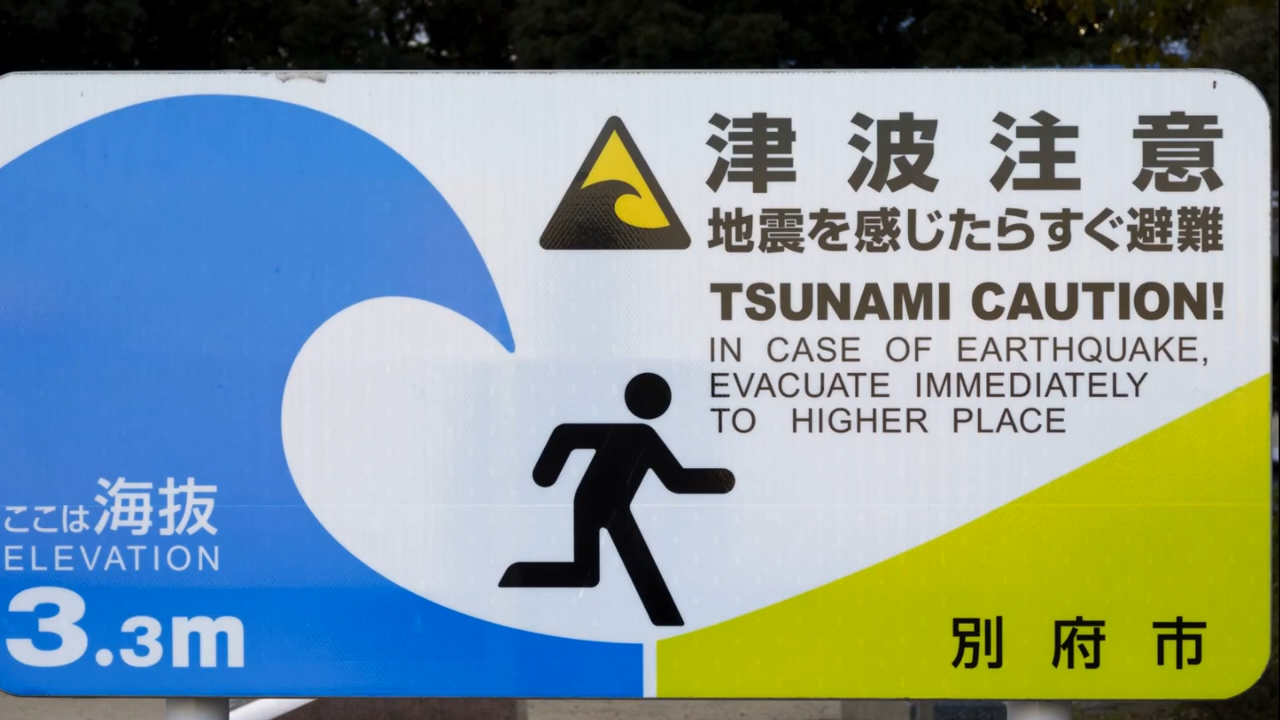 津波注意
地震を感じたらすぐ避難
TSUNAMI CAUTION!
IN CASE OF EARTHQUAKE,
EVACUATE IMMEDIATELY
TO HIGHER PLACE
ここは海抜
ELEVATION
3.3m
別府市